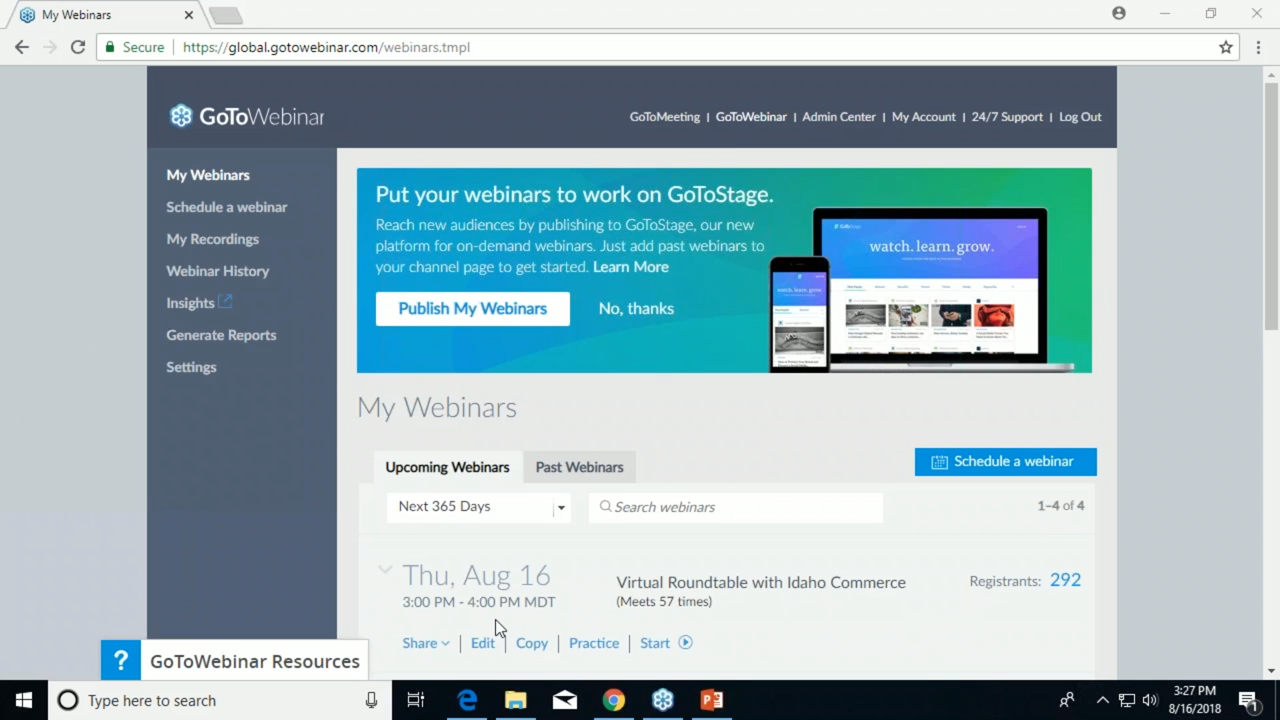 My Webinars
Secure
https://global.gotowebinar.com/webinars.tmpl
GoToWebinar
GoToMeeting | GoToWebinar | Admin Center | My Account | 24/7 Support | Log Out
My Webinars
Schedule a webinar
My Recordings
Webinar History
Insights
Generate Reports
Settings
Put your webinars to work on GoToStage.
Reach new audiences by publishing to GoToStage, our new
platform for on-demand webinars. Just add past webinars to
your channel page to get started. Learn More
Publish My Webinars
No, thanks
watch. learn. grow.
watch. learn. grow.
My Webinars
Upcoming Webinars
Past Webinars
Schedule a webinar
Next 365 Days
Search webinars
1–4 of 4
Thu, Aug 16
3:00 PM - 4:00 PM MDT
Virtual Roundtable with Idaho Commerce
(Meets 57 times)
Registrants: 292
Share | Edit | Copy | Practice | Start
? GoToWebinar Resources
Type here to search
3:27 PM
8/16/2018
1